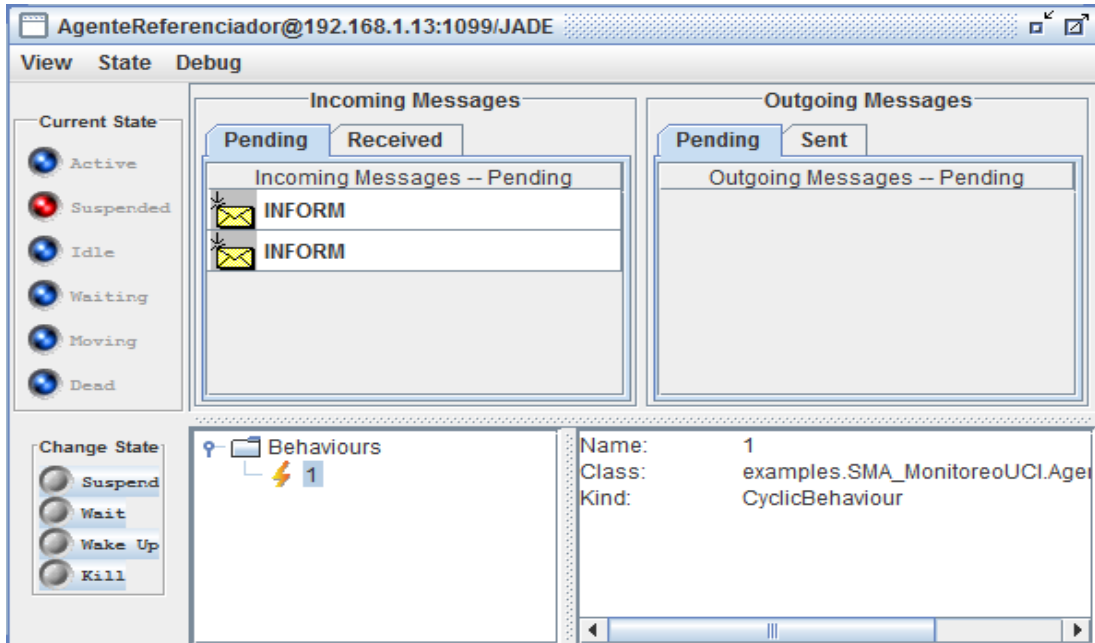 AgenteReferenciador@192.168.1.13:1099/JADE
View State Debug
Current State
Active
Suspended
Idle
Waiting
Moving
Dead
Incoming Messages
Pending Received
Incoming Messages -- Pending
INFORM
INFORM
Outgoing Messages
Pending Sent
Outgoing Messages -- Pending
Change State
Suspend
Wait
Wake Up
Kill
Behaviours
1
Name: 1
Class: examples.SMA_MonitoreoUCI.Agen
Kind: CyclicBehaviour